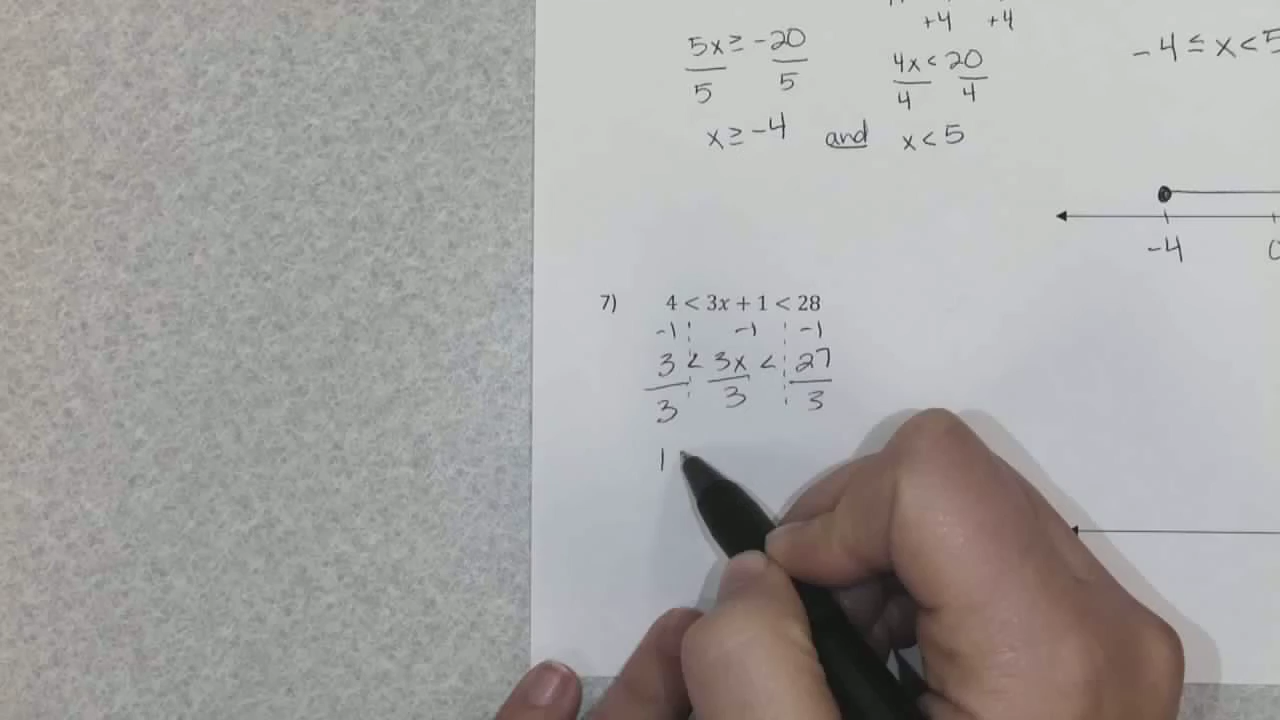 +4 +4
5x ≥ -20
5 5
4x < 20
4 4
x ≥ -4 and x < 5
-4 ≤ x < 5
-4
7) 4 < 3x + 1 < 28
-1 -1 -1
3 < 3x < 27
3 3 3
1